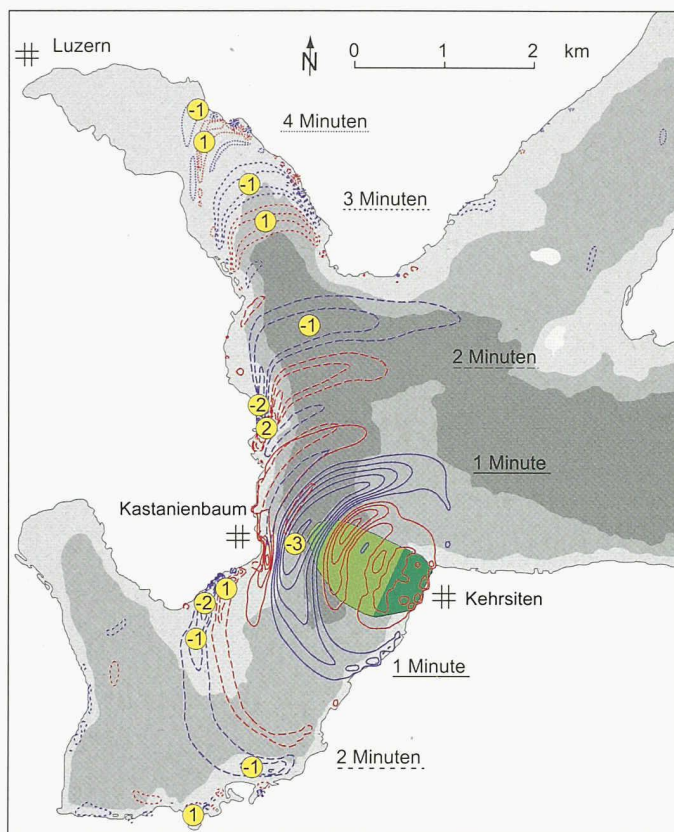 Luzern
N
0 1 2 km
-1
1
4 Minuten
-1
3 Minuten
1
-1
2 Minuten
-2
2
1 Minute
Kastanienbaum
-3
Kehrsiten
1
-2
-1
1 Minute
2 Minuten
-1
1